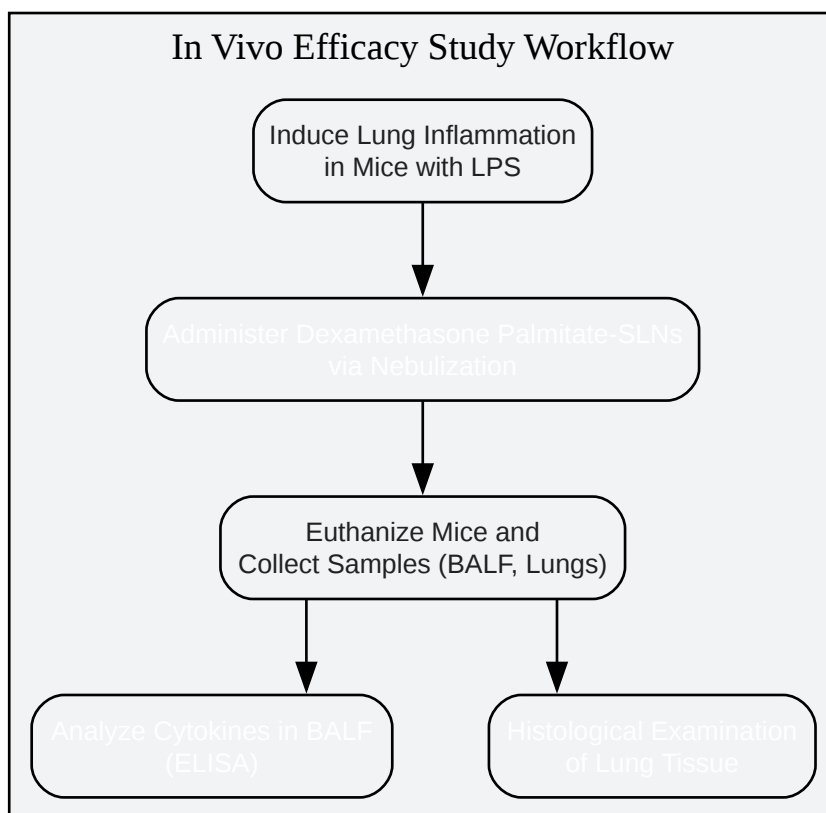 In Vivo Efficacy Study Workflow
Induce Lung Inflammation
in Mice with LPS
Administer Dexamethasone Palmitate-SLNs
via Nebulization
Euthanize Mice and
Collect Samples (BALF, Lungs)
Analyze Cytokines in BALF
(ELISA)
Histological Examination
of Lung Tissue